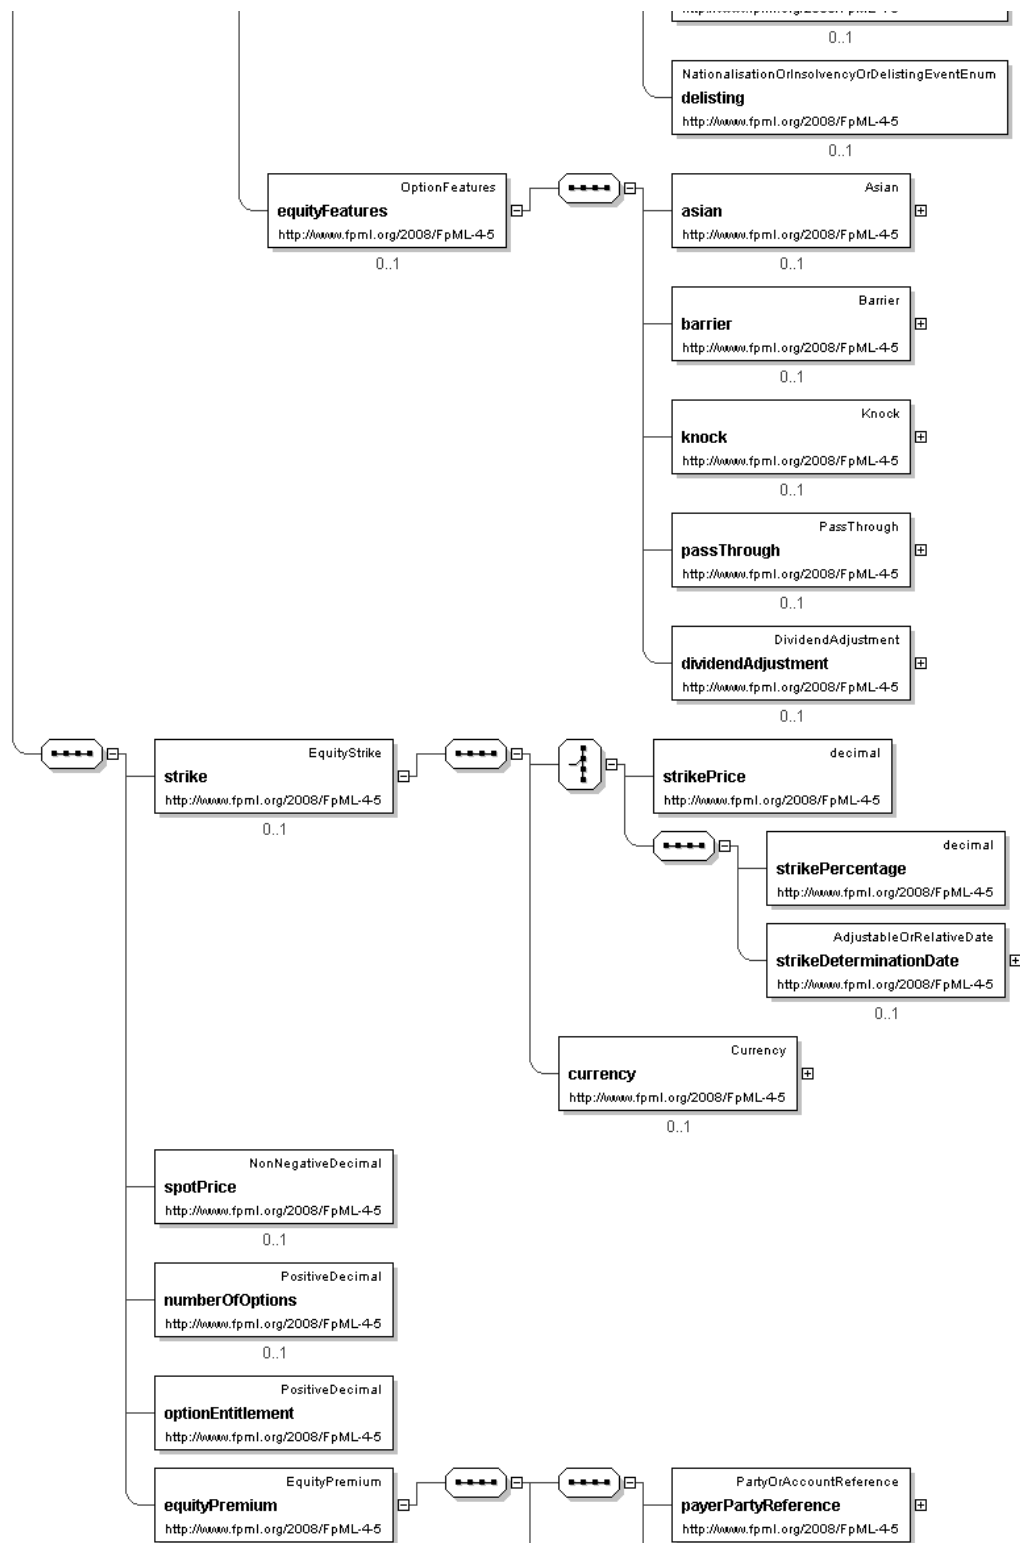 0..1
NationalisationOrInsolvencyOrDelistingEventEnum
delisting
http://www.fpml.org/2008/FpML-4-5
0..1
OptionFeatures
equityFeatures
http://www.fpml.org/2008/FpML-4-5
0..1
Asian
asian
http://www.fpml.org/2008/FpML-4-5
0..1
Barrier
barrier
http://www.fpml.org/2008/FpML-4-5
0..1
Knock
knock
http://www.fpml.org/2008/FpML-4-5
0..1
PassThrough
passThrough
http://www.fpml.org/2008/FpML-4-5
0..1
DividendAdjustment
dividendAdjustment
http://www.fpml.org/2008/FpML-4-5
0..1
EquityStrike
strike
http://www.fpml.org/2008/FpML-4-5
0..1
decimal
strikePrice
http://www.fpml.org/2008/FpML-4-5
decimal
strikePercentage
http://www.fpml.org/2008/FpML-4-5
AdjustableOrRelativeDate
strikeDeterminationDate
http://www.fpml.org/2008/FpML-4-5
0..1
Currency
currency
http://www.fpml.org/2008/FpML-4-5
0..1
NonNegativeDecimal
spotPrice
http://www.fpml.org/2008/FpML-4-5
0..1
PositiveDecimal
numberOfOptions
http://www.fpml.org/2008/FpML-4-5
0..1
PositiveDecimal
optionEntitlement
http://www.fpml.org/2008/FpML-4-5
EquityPremium
equityPremium
http://www.fpml.org/2008/FpML-4-5
PartyOrAccountReference
payerPartyReference
http://www.fpml.org/2008/FpML-4-5